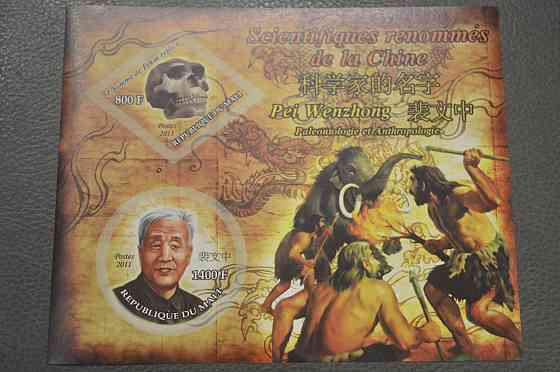 Scientifiques renommés
de la Chine
科学家的名字
Pei Wenzhong 裴文中
Paleontologie et Anthropologie
800 F
Postes
2011
REPUBLIQUE DU MALI
Postes
2011
裴文中
1400 F
REPUBLIQUE DU MALI